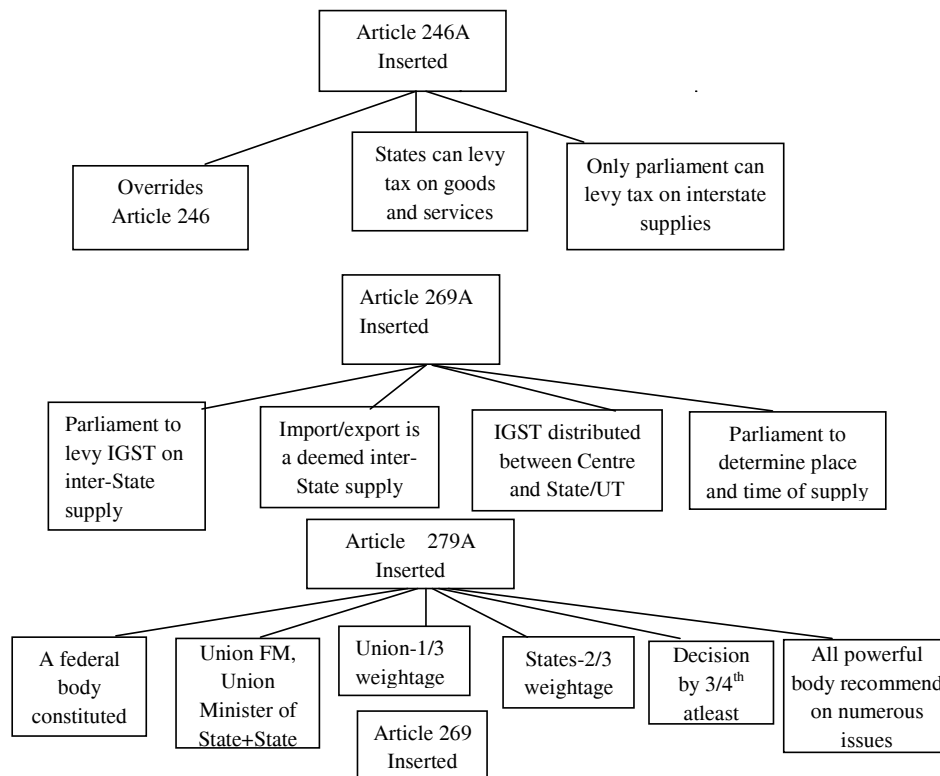 Article 246A
Inserted
Overrides
Article 246
States can levy
tax on goods
and services
Only parliament can
levy tax on interstate
supplies
Article 269A
Inserted
Parliament to
levy IGST on
inter-State
supply
Import/export is
a deemed inter-
State supply
IGST distributed
between Centre
and State/UT
Parliament to
determine place
and time of supply
Article 279A
Inserted
A federal
body
constituted
Union FM,
Union
Minister of
State+State
Union-1/3
weightage
States-2/3
weightage
Decision
by 3/4th
atleast
All powerful
body recommend
on numerous
issues
Article 269
Inserted